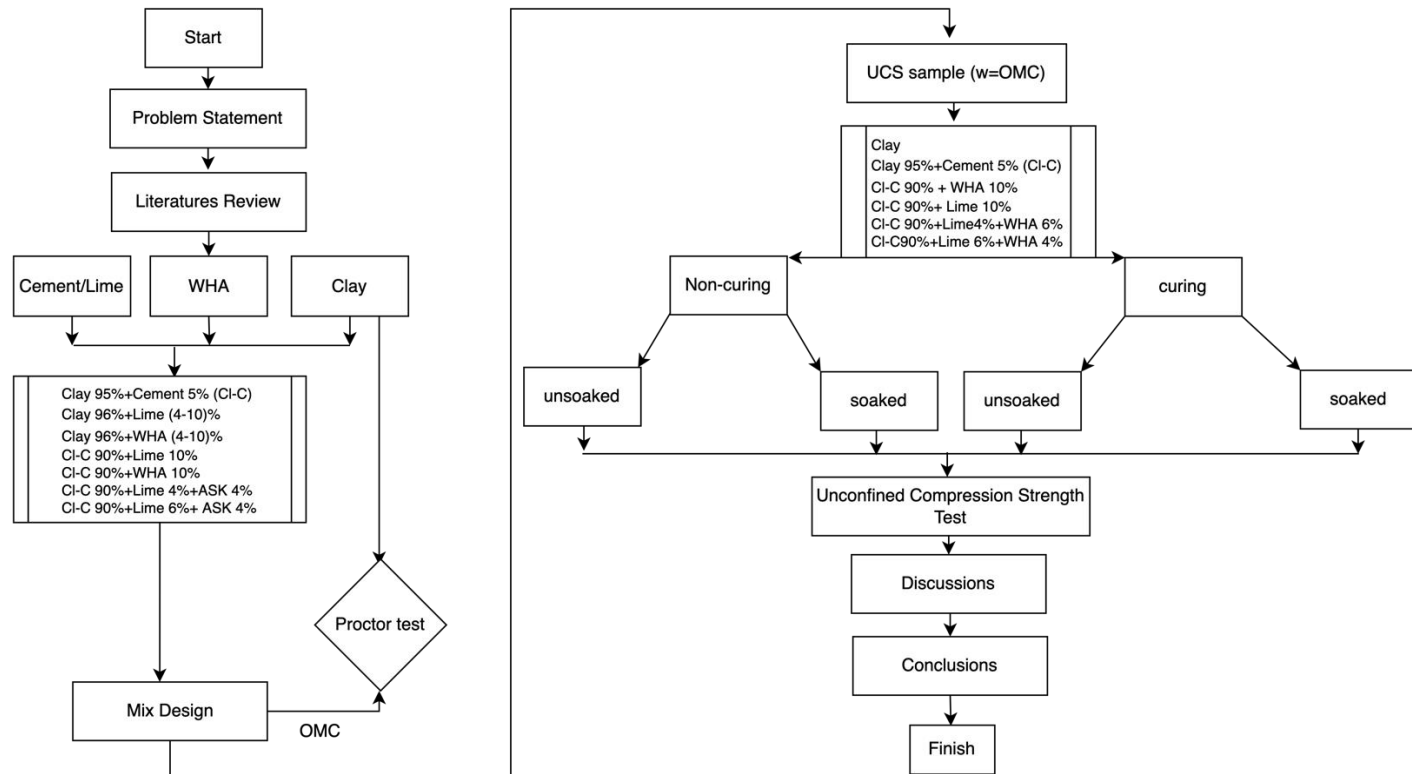 Start
Problem Statement
Literatures Review
Cement/Lime
WHA
Clay
Clay 95%+Cement 5% (Cl-C)
Clay 96%+Lime (4-10)%
Clay 96%+WHA (4-10)%
Cl-C 90%+Lime 10%
Cl-C 90%+WHA 10%
Cl-C 90%+Lime 4%+ASK 4%
Cl-C 90%+Lime 6%+ ASK 4%
Proctor test
Mix Design
OMC
UCS sample (w=OMC)
Clay
Clay 95%+Cement 5% (Cl-C)
Cl-C 90% + WHA 10%
Cl-C 90%+ Lime 10%
Cl-C 90%+Lime4%+WHA 6%
Cl-C90%+Lime 6%+WHA 4%
Non-curing
curing
unsoaked
soaked
unsoaked
soaked
Unconfined Compression Strength
Test
Discussions
Conclusions
Finish